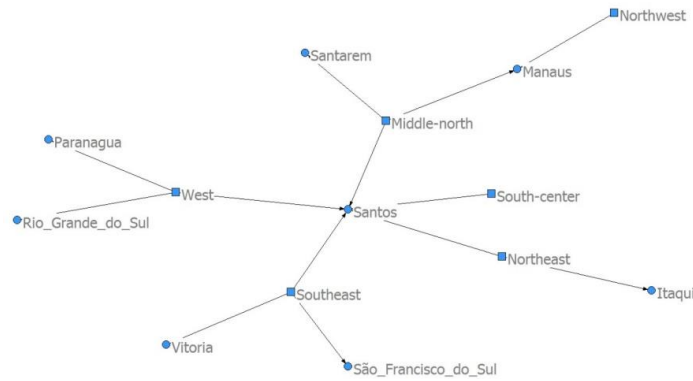 Northwest
Santarem
Manaus
Middle-north
Paranagua
West
South-center
Santos
Rio_Grande_do_Sul
Northeast
Itaqui
Southeast
Vitoria
São_Francisco_do_Sul